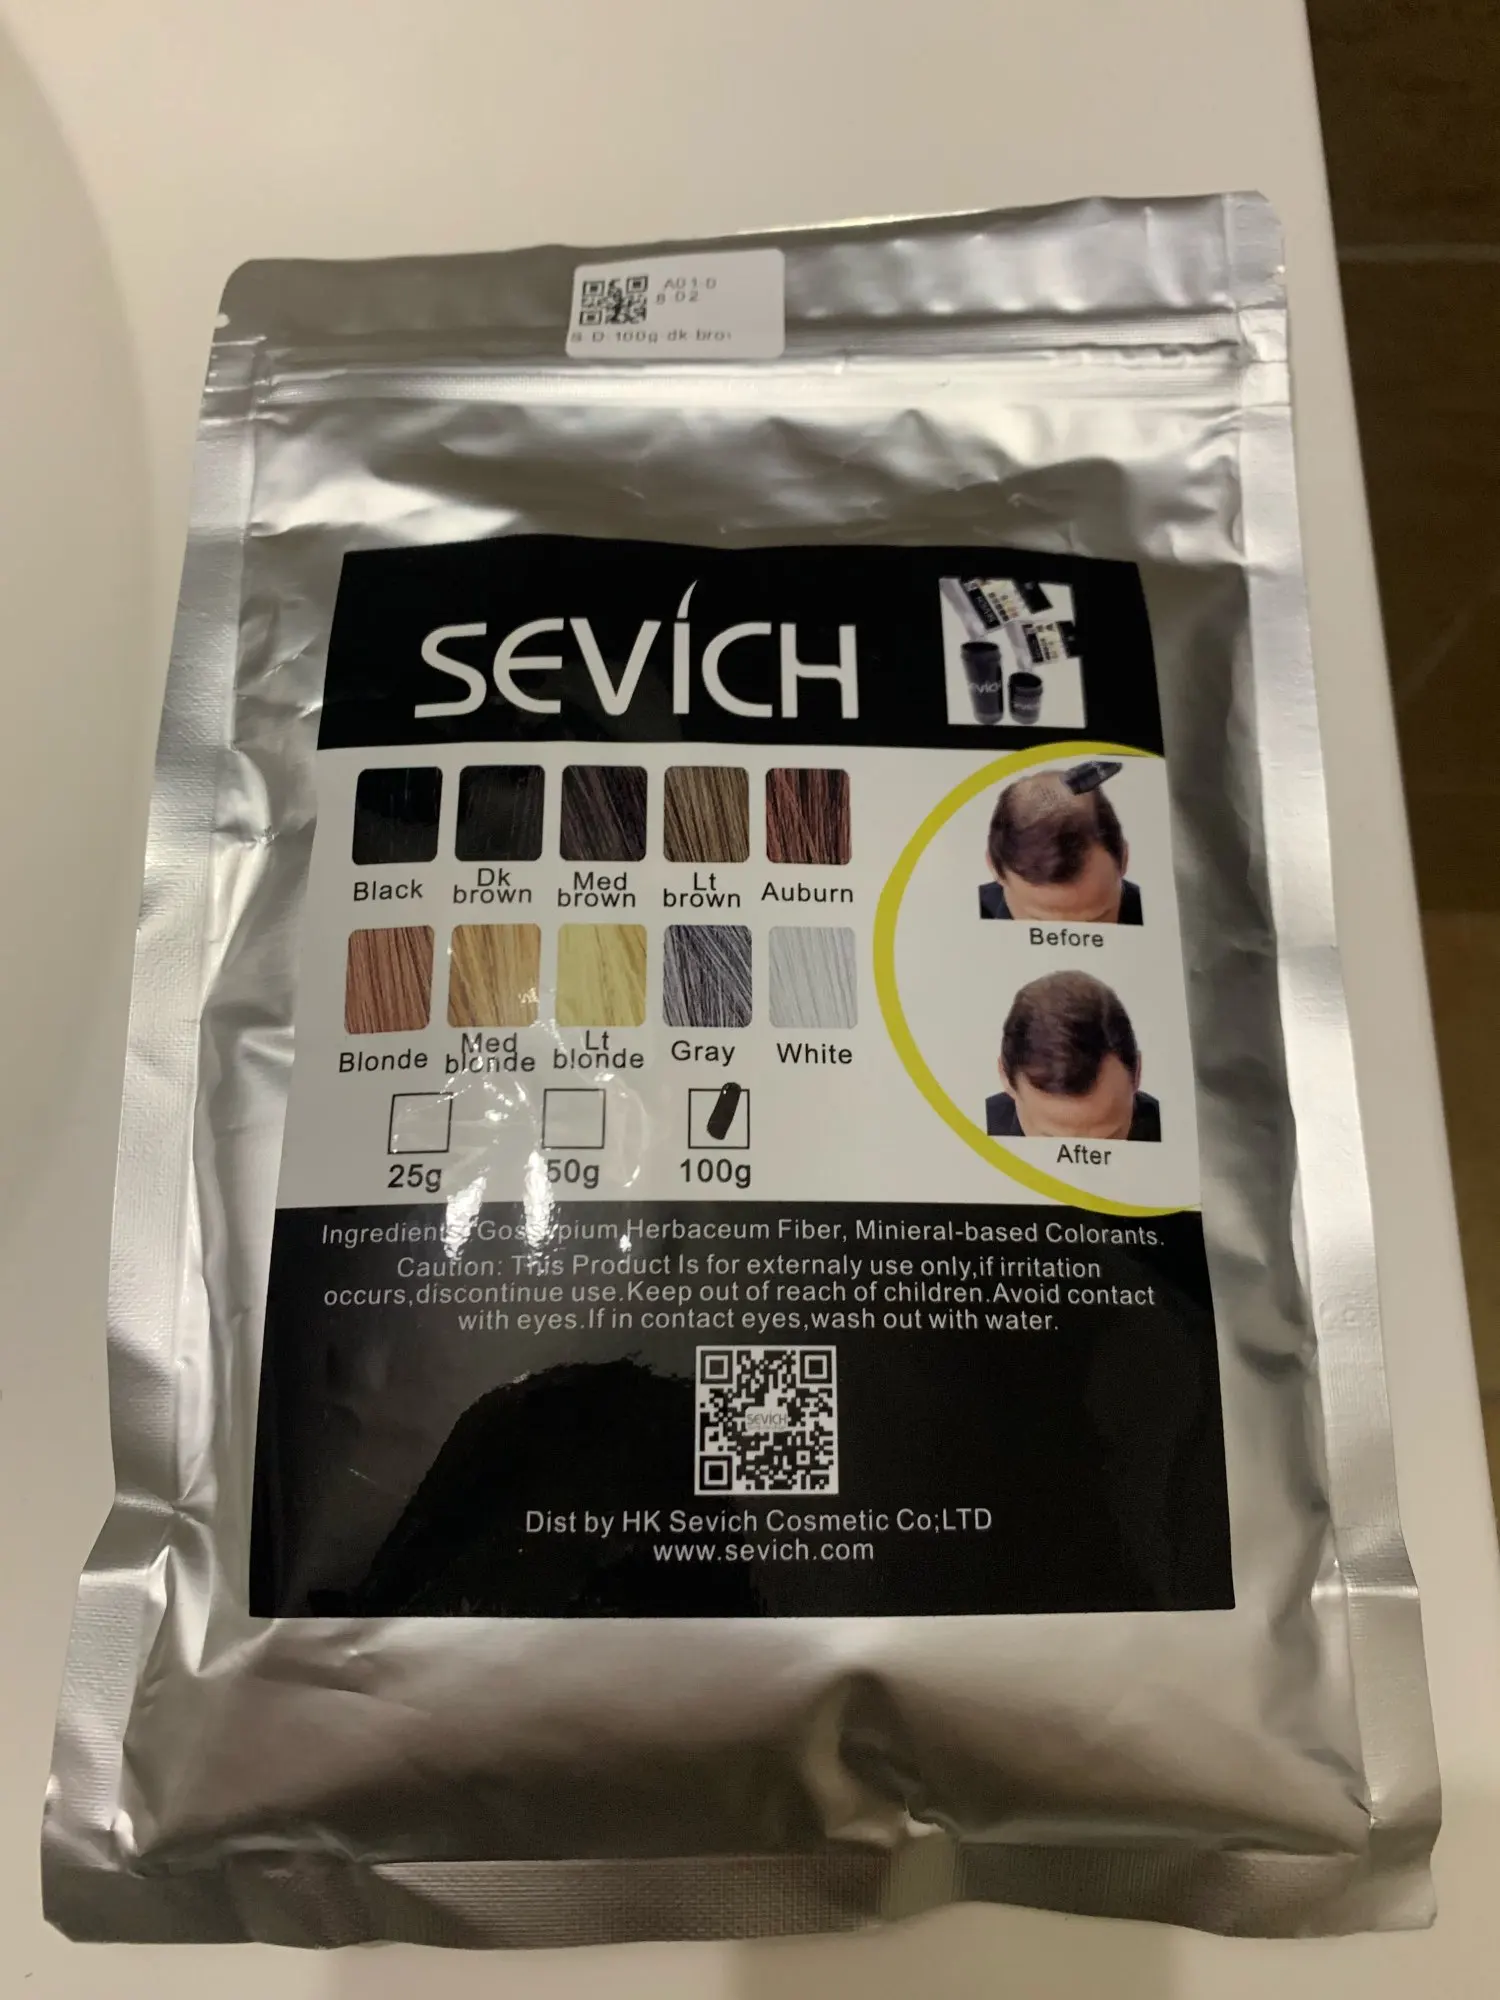 A01-D
8 02
S D 100g dk bro
SEVICH
Black
Dk
brown
Med
brown
Lt
brown
Auburn
Before
Blonde
Med
blonde
Lt
blonde
Gray
White
25g
50g
100g
After
Ingredients: Gossypium,Herbaceum Fiber, Minieral-based Colorants.
Caution: This Product Is for externaly use only,if irritation
occurs,discontinue use.Keep out of reach of children.Avoid contact
with eyes.If in contact eyes,wash out with water.
SEVICH
Dist by HK Sevich Cosmetic Co;LTD
www.sevich.com